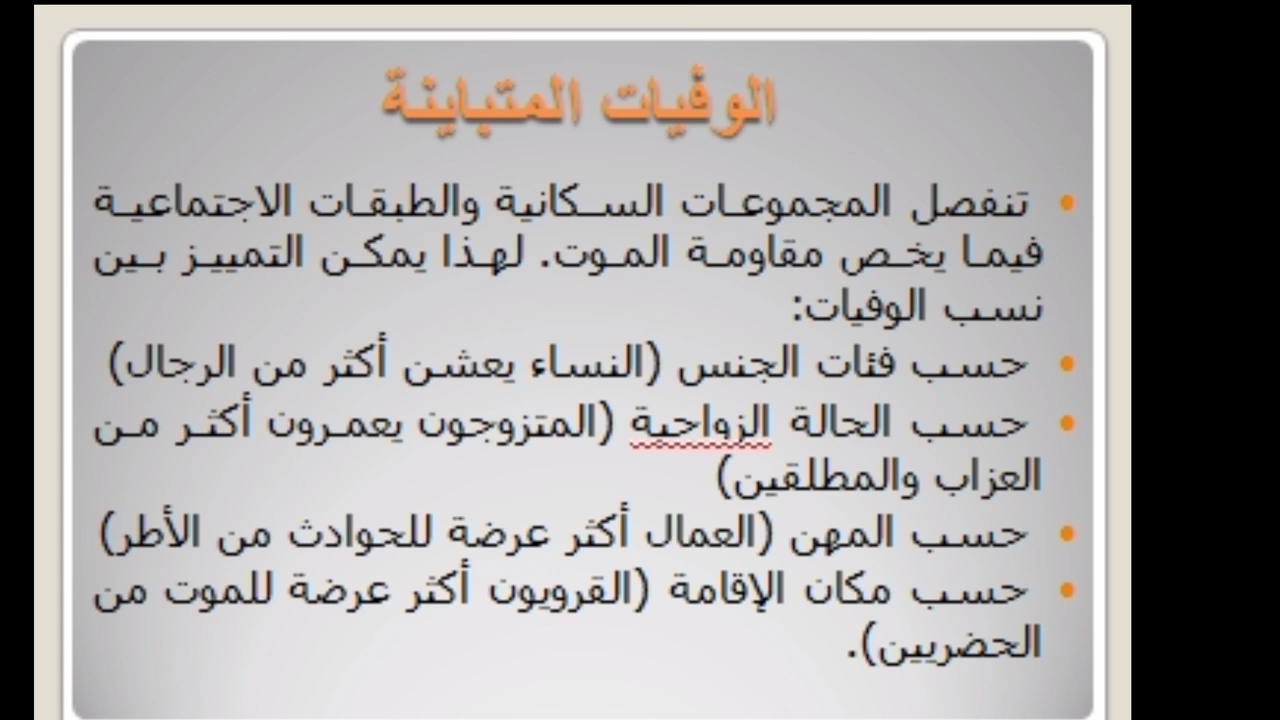 الوفيات المتباينة
• تنفصل المجموعات السكانية والطبقات الاجتماعية
فيما يخص مقاومة الموت. لهذا يمكن التمييز بين
نسب الوفيات:
• حسب فئات الجنس (النساء يعشن أكثر من الرجال)
• حسب الحالة الزواجية (المتزوجون يعمرون أكثر من
العزاب والمطلقين)
• حسب المهن (العمال أكثر عرضة للحوادث من الأطر)
• حسب مكان الإقامة (القرويون أكثر عرضة للموت من
الحضريين).